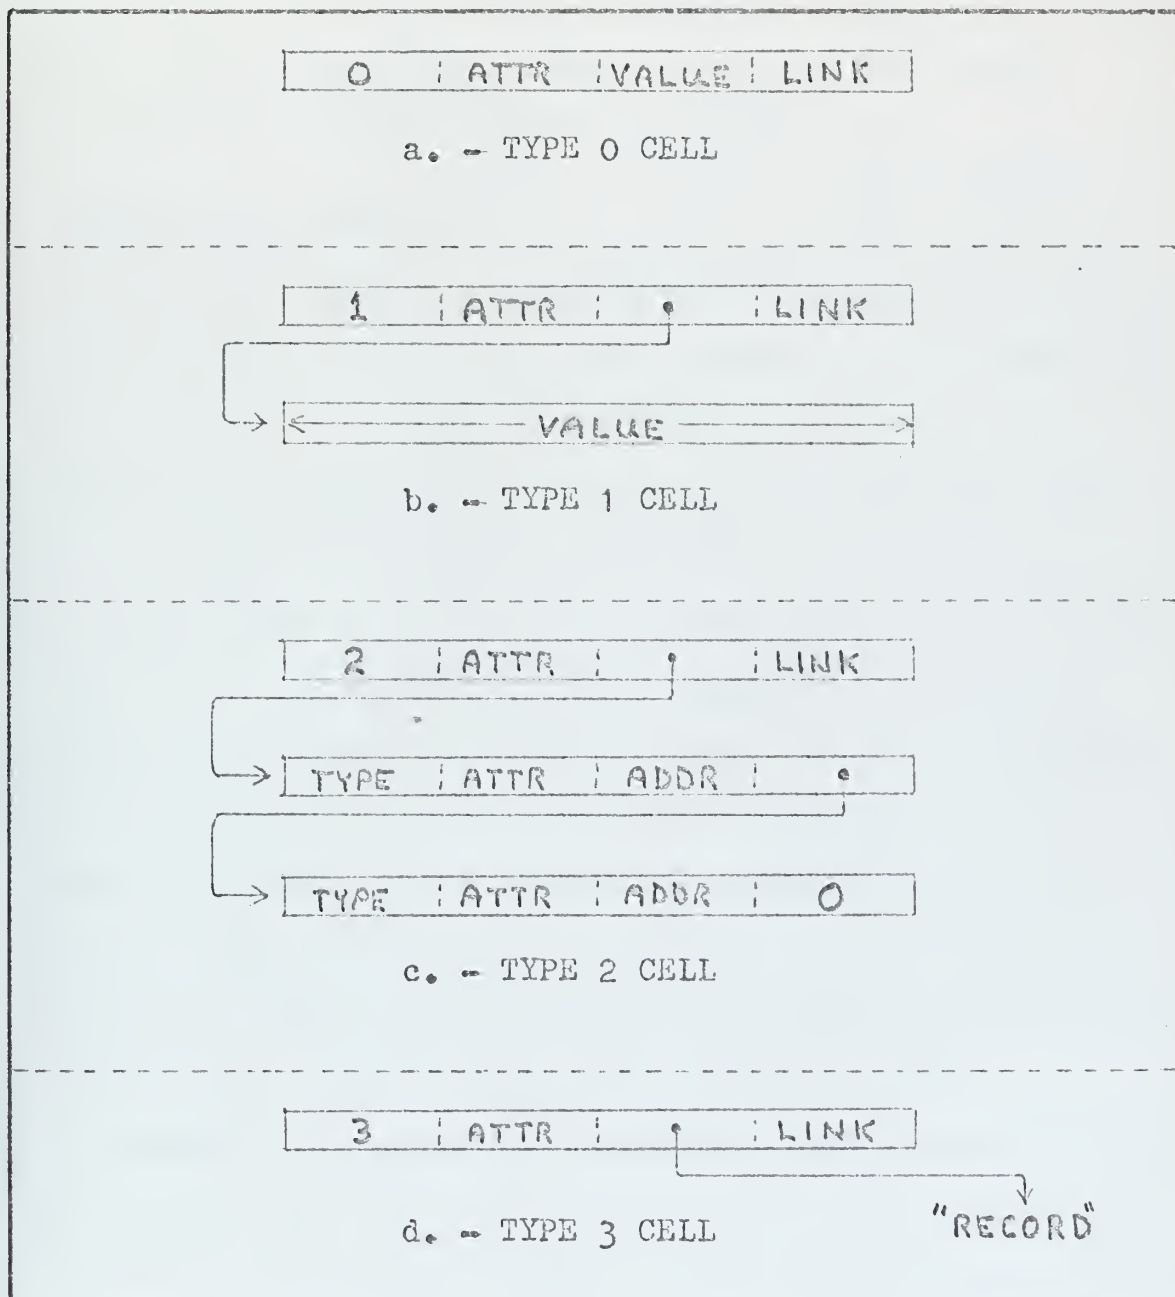 0 ATTR VALUE LINK
a. - TYPE 0 CELL
1 ATTR LINK
VALUE
b. - TYPE 1 CELL
2 ATTR LINK
TYPE ATTR ADDR
TYPE ATTR ADDR 0
c. - TYPE 2 CELL
3 ATTR LINK
"RECORD"
d. - TYPE 3 CELL